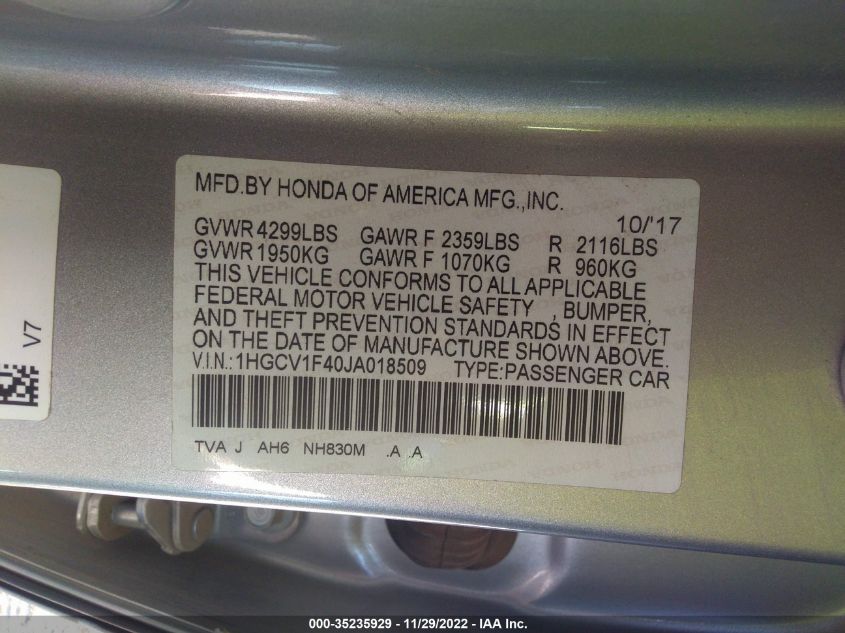 MFD.BY HONDA OF AMERICA MFG.,INC.
10/'17
GVWR 4299LBS GAWR F 2359LBS R 2116LBS
GVWR 1950KG GAWR F 1070KG R 960KG
THIS VEHICLE CONFORMS TO ALL APPLICABLE
FEDERAL MOTOR VEHICLE SAFETY , BUMPER,
AND THEFT PREVENTION STANDARDS IN EFFECT
ON THE DATE OF MANUFACTURE SHOWN ABOVE.
V.I.N.:1HGCV1F40JA018509 TYPE:PASSENGER CAR
TVA J AH6 NH830M .A .A
V7
000-35235929 - 11/29/2022 - IAA Inc.